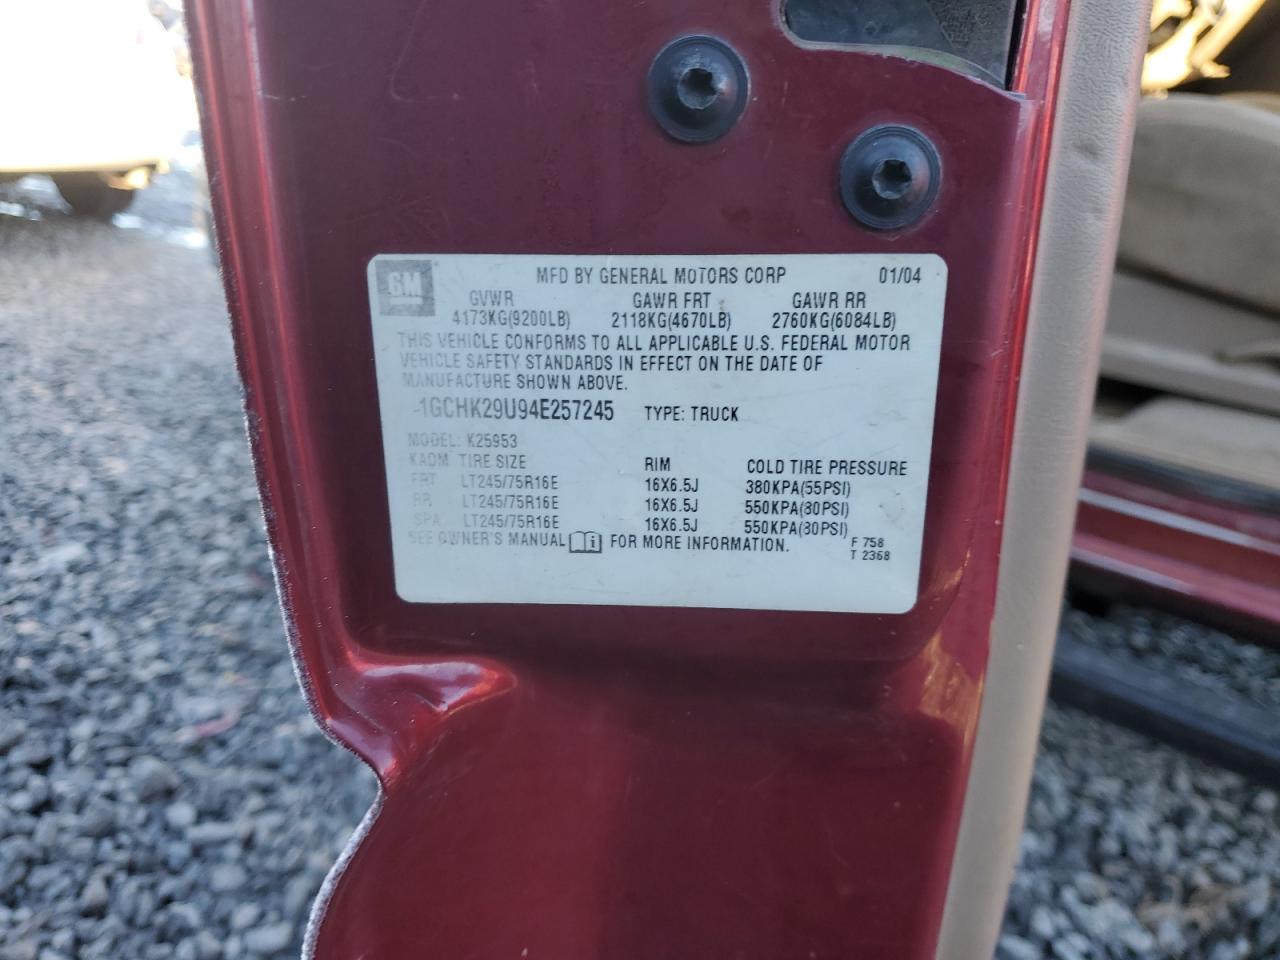 GM MFD BY GENERAL MOTORS CORP 01/04
GVWR GAWR FRT GAWR RR
4173KG(9200LB) 2118KG(4670LB) 2760KG(6084LB)
THIS VEHICLE CONFORMS TO ALL APPLICABLE U.S. FEDERAL MOTOR
VEHICLE SAFETY STANDARDS IN EFFECT ON THE DATE OF
MANUFACTURE SHOWN ABOVE.
1GCHK29U94E257245 TYPE: TRUCK
MODEL: K25953
KADM TIRE SIZE RIM COLD TIRE PRESSURE
FRT LT245/75R16E 16X6.5J 380KPA(55PSI)
RR LT245/75R16E 16X6.5J 550KPA(80PSI)
SPA LT245/75R16E 16X6.5J 550KPA(80PSI)
SEE OWNER'S MANUAL i FOR MORE INFORMATION.
F 758
T 2368